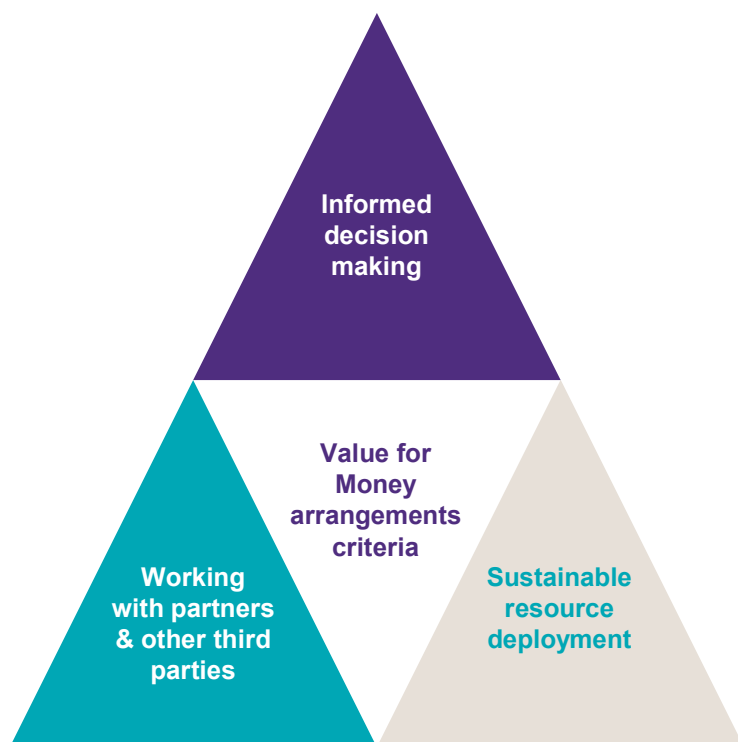 Informed
decision
making
Value for
Money
arrangements
criteria
Working
with partners
& other third
parties
Sustainable
resource
deployment